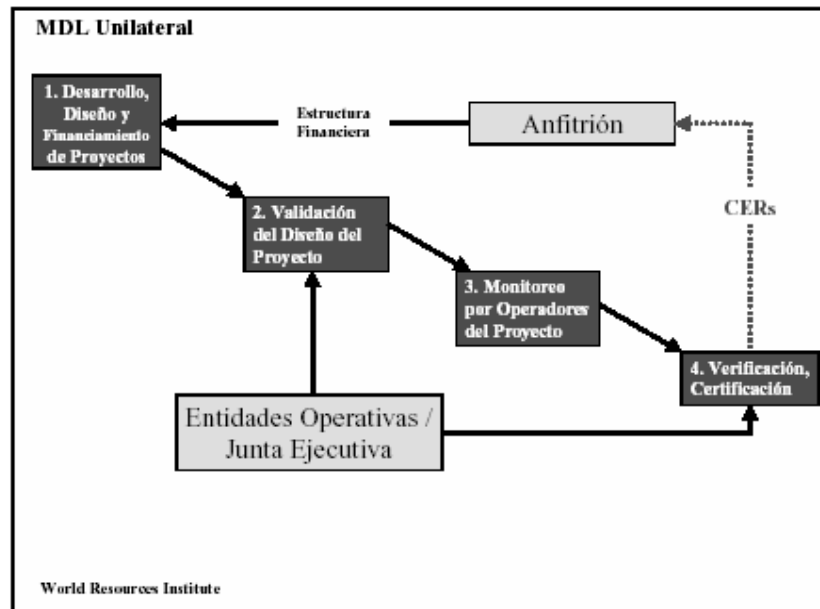 MDL Unilateral
1. Desarrollo,
Diseño y
Financiamiento
de Proyectos
Estructura
Financiera
Anfitrión
CERs
2. Validación
del Diseño del
Proyecto
3. Monitoreo
por Operadores
del Proyecto
4. Verificación,
Certificación
Entidades Operativas /
Junta Ejecutiva
World Resources Institute